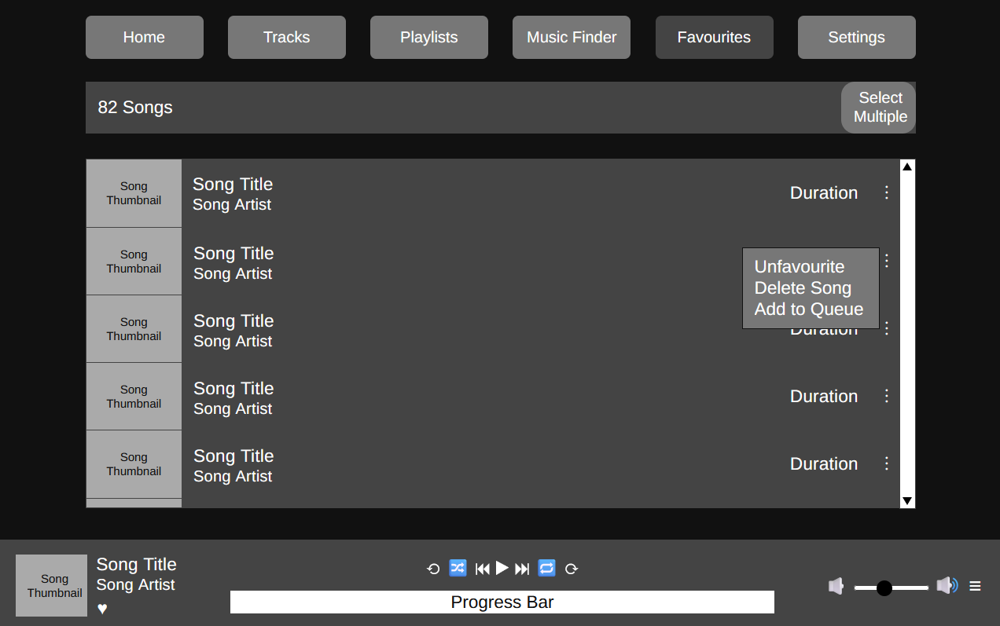 Home
Tracks
Playlists
Music Finder
Favourites
Settings
82 Songs
Select
Multiple
Song
Thumbnail
Song Title
Song Artist
Duration
Song
Thumbnail
Song Title
Song Artist
Unfavourite
Delete Song
Add to Queue
Song
Thumbnail
Song Title
Song Artist
Duration
Song
Thumbnail
Song Title
Song Artist
Duration
Song
Thumbnail
Song Title
Song Artist
Duration
Song
Thumbnail
Song Title
Song Artist
Progress Bar